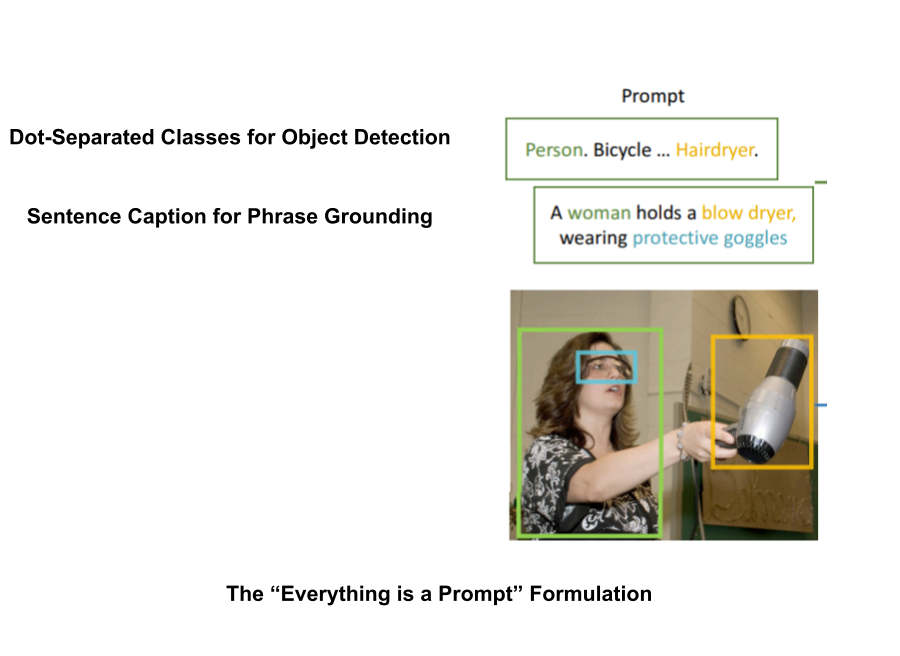 Prompt
Dot-Separated Classes for Object Detection
Person. Bicycle ... Hairdryer.
Sentence Caption for Phrase Grounding
A woman holds a blow dryer,
wearing protective goggles
The “Everything is a Prompt” Formulation